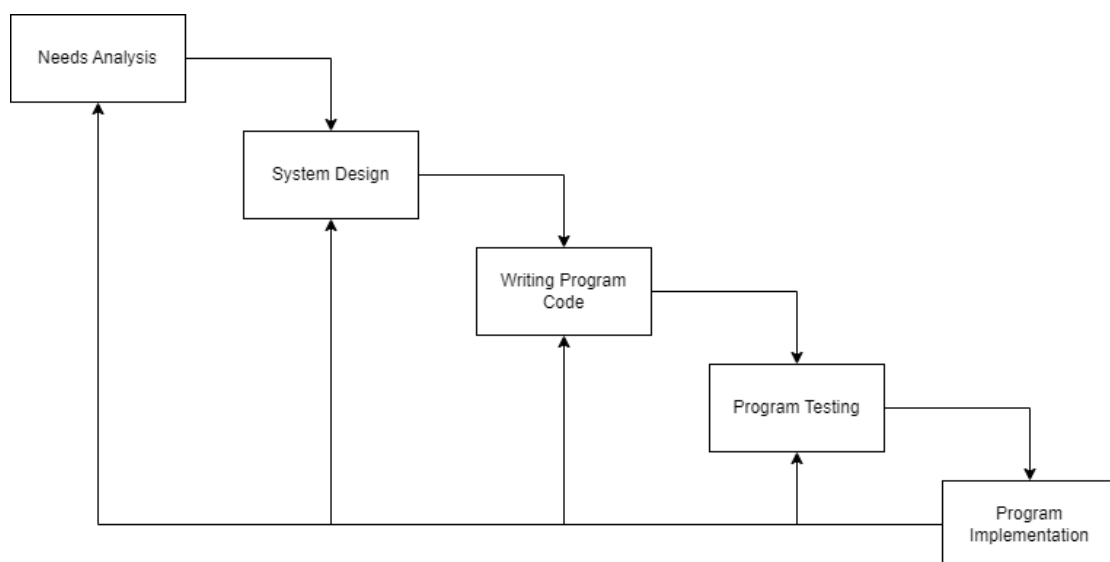 Needs Analysis
System Design
Writing Program
Code
Program Testing
Program
Implementation